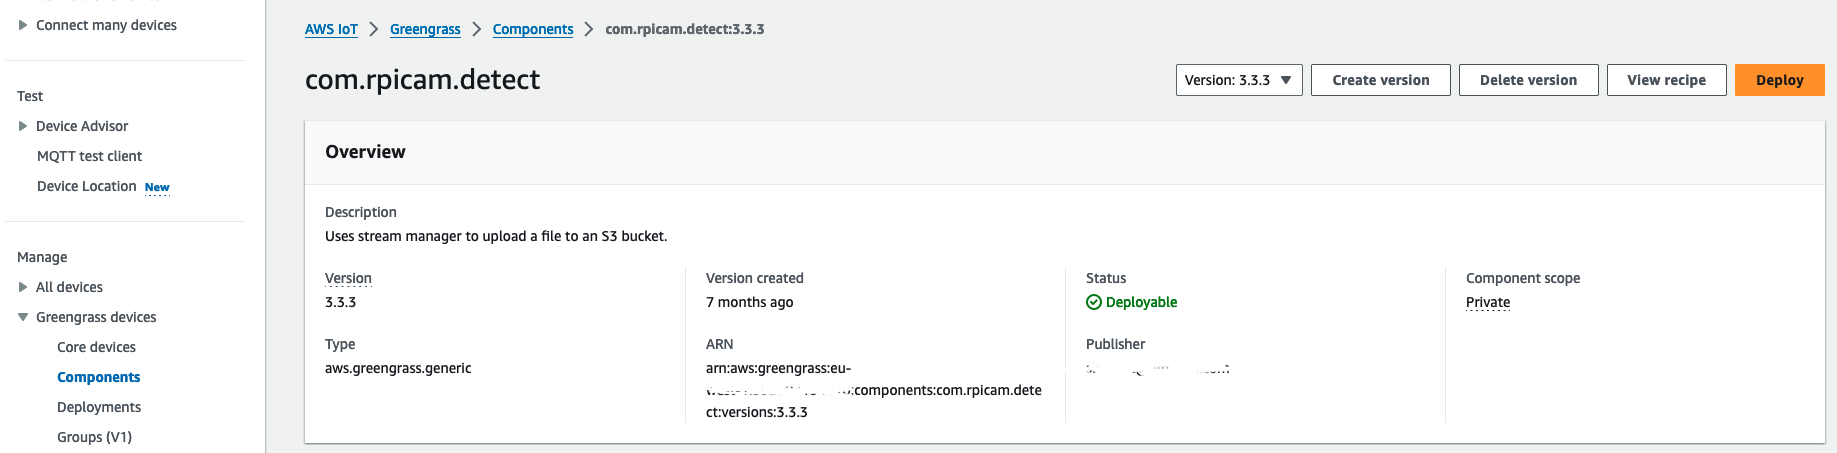 Connect many devices
Test
Device Advisor
MQTT test client
Device Location New
Manage
All devices
Greengrass devices
Core devices
Components
Deployments
Groups (V1)
AWS IoT > Greengrass > Components > com.rpicam.detect:3.3.3
com.rpicam.detect
Version: 3.3.3
Create version
Delete version
View recipe
Deploy
Overview
Description
Uses stream manager to upload a file to an S3 bucket.
Version
3.3.3
Version created
7 months ago
Status
Deployable
Component scope
Private
Type
aws.greengrass.generic
ARN
arn:aws:greengrass:eu-
:components:com.rpicam.dete
ct:versions:3.3.3
Publisher